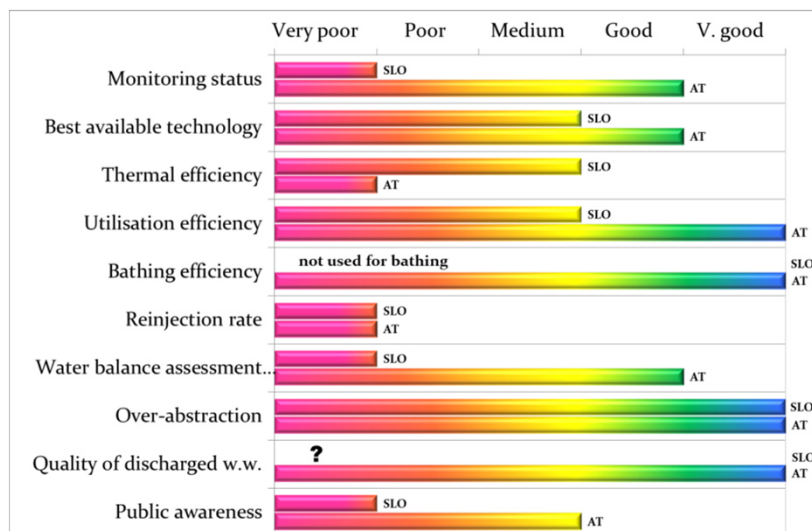 Very poor Poor Medium Good V. good
Monitoring status SLO
AT
Best available technology SLO
AT
Thermal efficiency SLO
AT
Utilisation efficiency SLO
AT
Bathing efficiency not used for bathing SLO
AT
Reinjection rate SLO
AT
Water balance assessment... SLO
AT
Over-abstraction SLO
AT
Quality of discharged w.w. ? SLO
AT
Public awareness SLO
AT